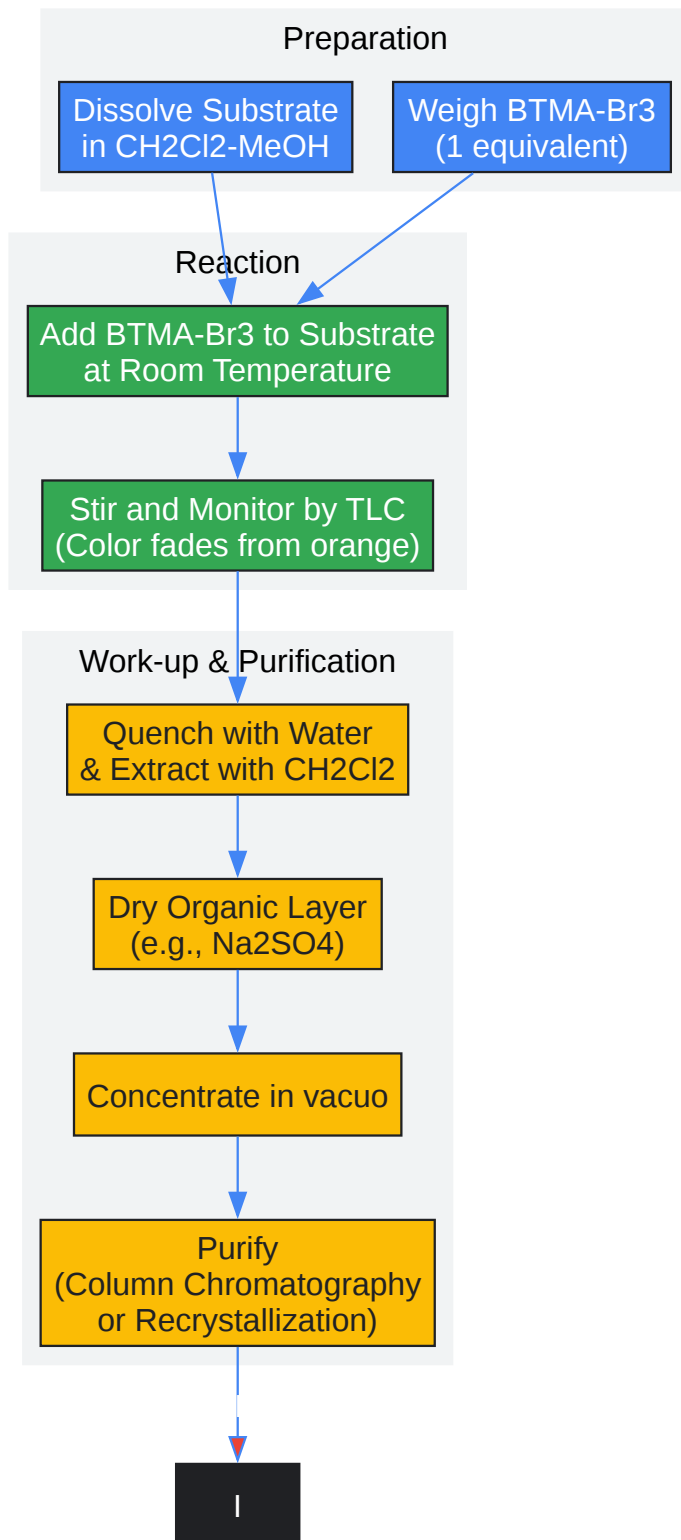 Preparation
Dissolve Substrate
in CH2Cl2-MeOH
Weigh BTMA-Br3
(1 equivalent)
Reaction
Add BTMA-Br3 to Substrate
at Room Temperature
Stir and Monitor by TLC
(Color fades from orange)
Work-up & Purification
Quench with Water
& Extract with CH2Cl2
Dry Organic Layer
(e.g., Na2SO4)
Concentrate in vacuo
Purify
(Column Chromatography
or Recrystallization)